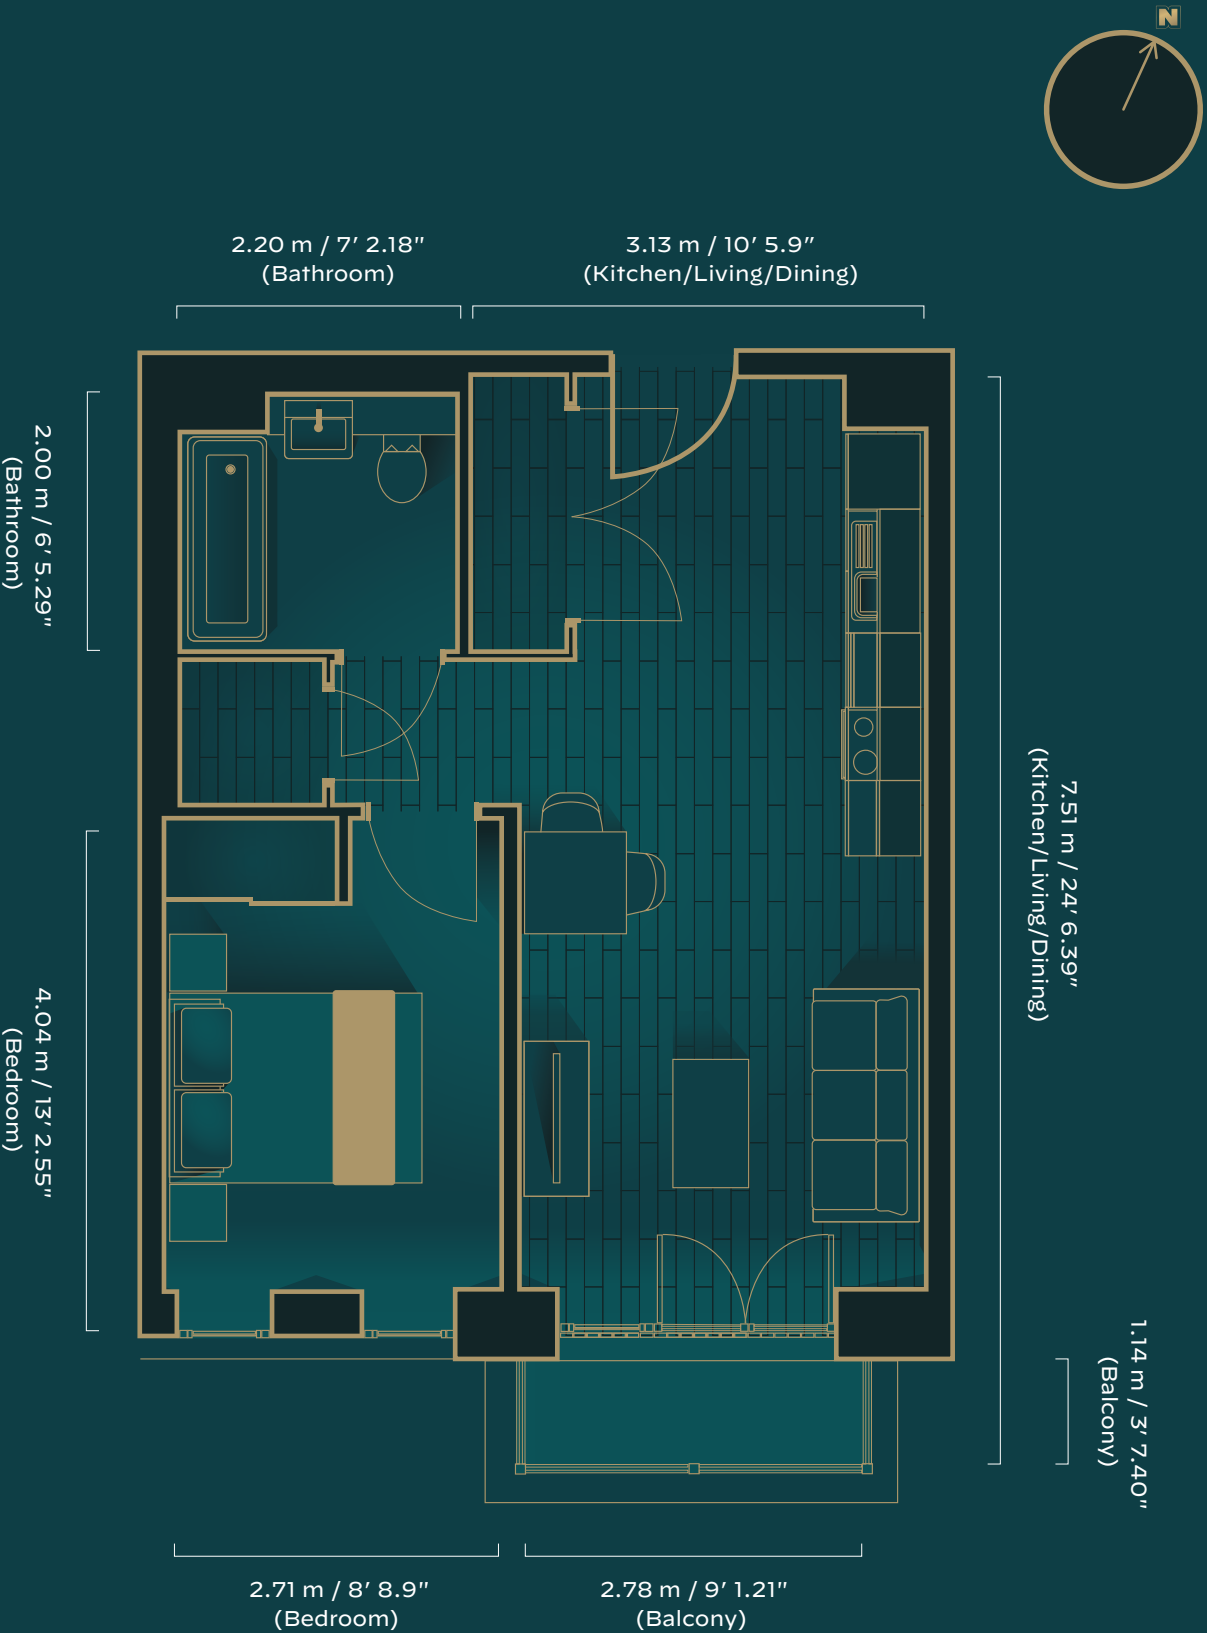 N
2.20 m / 7′ 2.18″
(Bathroom)
3.13 m / 10′ 5.9″
(Kitchen/Living/Dining)
2.00 m / 6′ 5.29″
(Bathroom)
7.51 m / 24′ 6.39″
(Kitchen/Living/Dining)
4.04 m / 13′ 2.55″
(Bedroom)
1.14 m / 3′ 7.40″
(Balcony)
2.71 m / 8′ 8.9″
(Bedroom)
2.78 m / 9′ 1.21″
(Balcony)